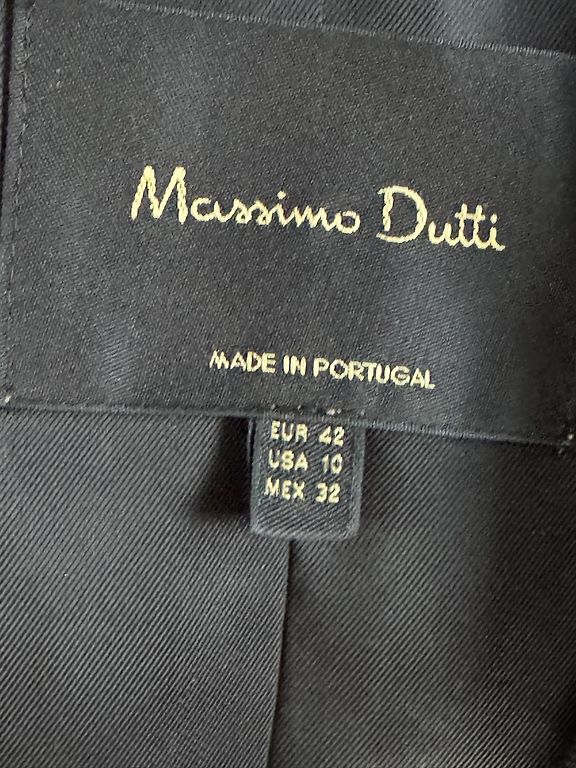 Massimo Dutti
MADE IN PORTUGAL
EUR 42
USA 10
MEX 32